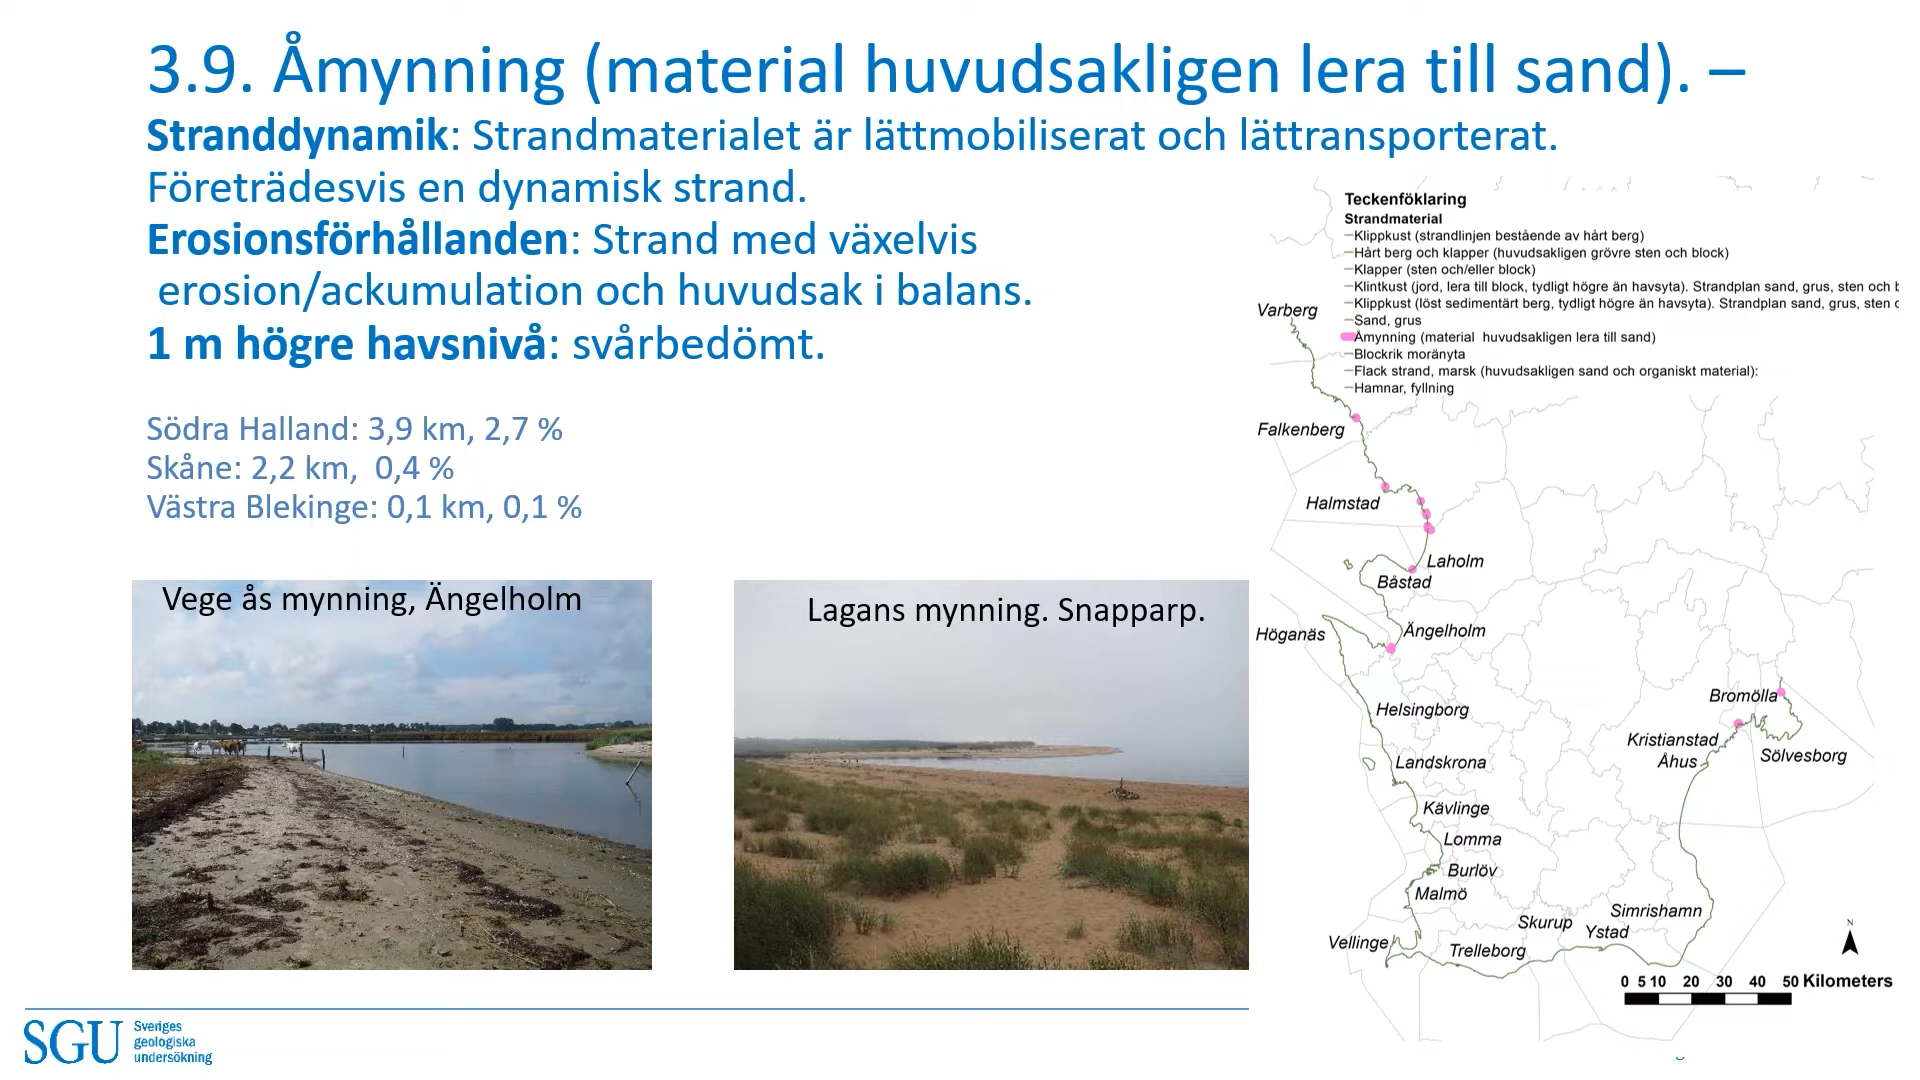 3.9. Åmynning (material huvudsakligen lera till sand). –
Stranddynamik: Strandmaterialet är lättmobiliserat och lättransporterat.
Företrädesvis en dynamisk strand.
Erosionsförhållanden: Strand med växelvis
erosion/ackumulation och huvudsak i balans.
1 m högre havsnivå: svårbedömt.
Södra Halland: 3,9 km, 2,7 %
Skåne: 2,2 km, 0,4 %
Västra Blekinge: 0,1 km, 0,1 %
Vege ås mynning, Ängelholm
Lagans mynning. Snapparp.
Teckenföklaring
Strandmaterial
Klippkust (strandlinjen bestående av hårt berg)
Hårt berg och klapper (huvudsakligen grövre sten och block)
Klapper (sten och/eller block)
Klintkust (jord, lera till block, tydligt högre än havsyta). Strandplan sand, grus, sten och
Klippkust (löst sedimentärt berg, tydligt högre än havsyta). Strandplan sand, grus, sten
Sand, grus
Åmynning (material huvudsakligen lera till sand)
Blockrik moränyta
Flack strand, marsk (huvudsakligen sand och organiskt material):
Hamnar, fyllning
Varberg
Falkenberg
Halmstad
Laholm
Båstad
Ängelholm
Höganäs
Bromölla
Helsingborg
Kristianstad
Sölvesborg
Åhus
Landskrona
Kävlinge
Lomma
Burlöv
Malmö
Simrishamn
Skurup
Ystad
Vellinge
Trelleborg
N
0 5 10 20 30 40 50 Kilometers
SGU
Sveriges
geologiska
undersökning